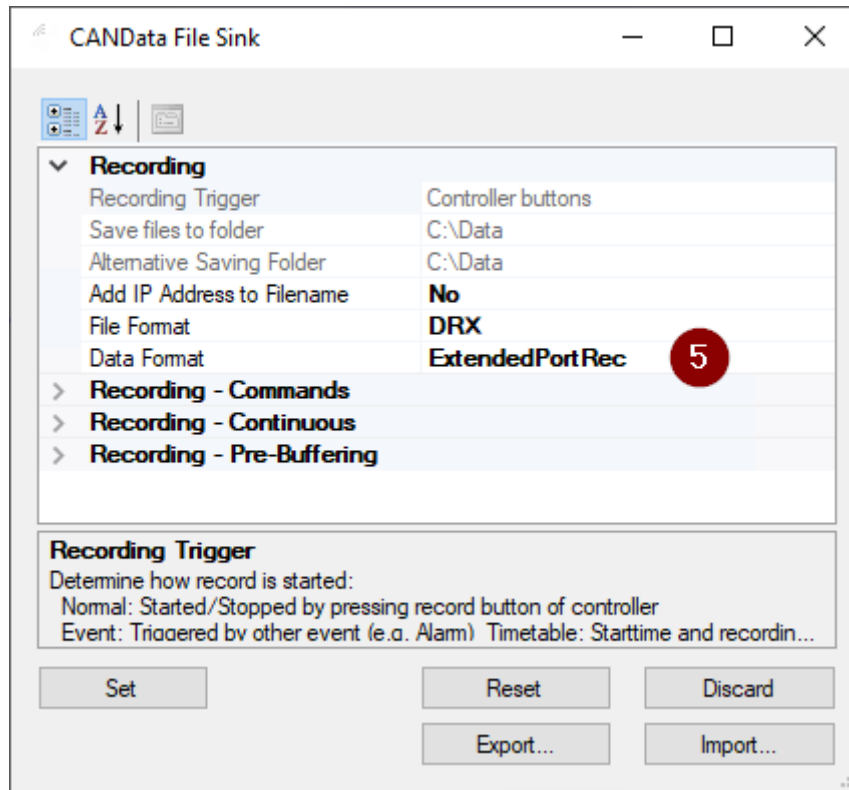 CANData File Sink
Recording
Recording Trigger Controller buttons
Save files to folder C:\Data
Alternative Saving Folder C:\Data
Add IP Address to Filename No
File Format DRX
Data Format ExtendedPortRec 5
Recording - Commands
Recording - Continuous
Recording - Pre-Buffering
Recording Trigger
Determine how record is started:
Normal: Started/Stopped by pressing record button of controller
Event: Triggered by other event (e.g. Alarm) Timetable: Starttime and recordin...
Set Reset Discard
Export... Import...